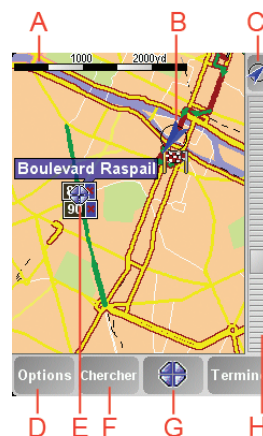 A B C
1000 2000yd
Boulevard Raspail
90
Options Chercher Termin
D E F G H